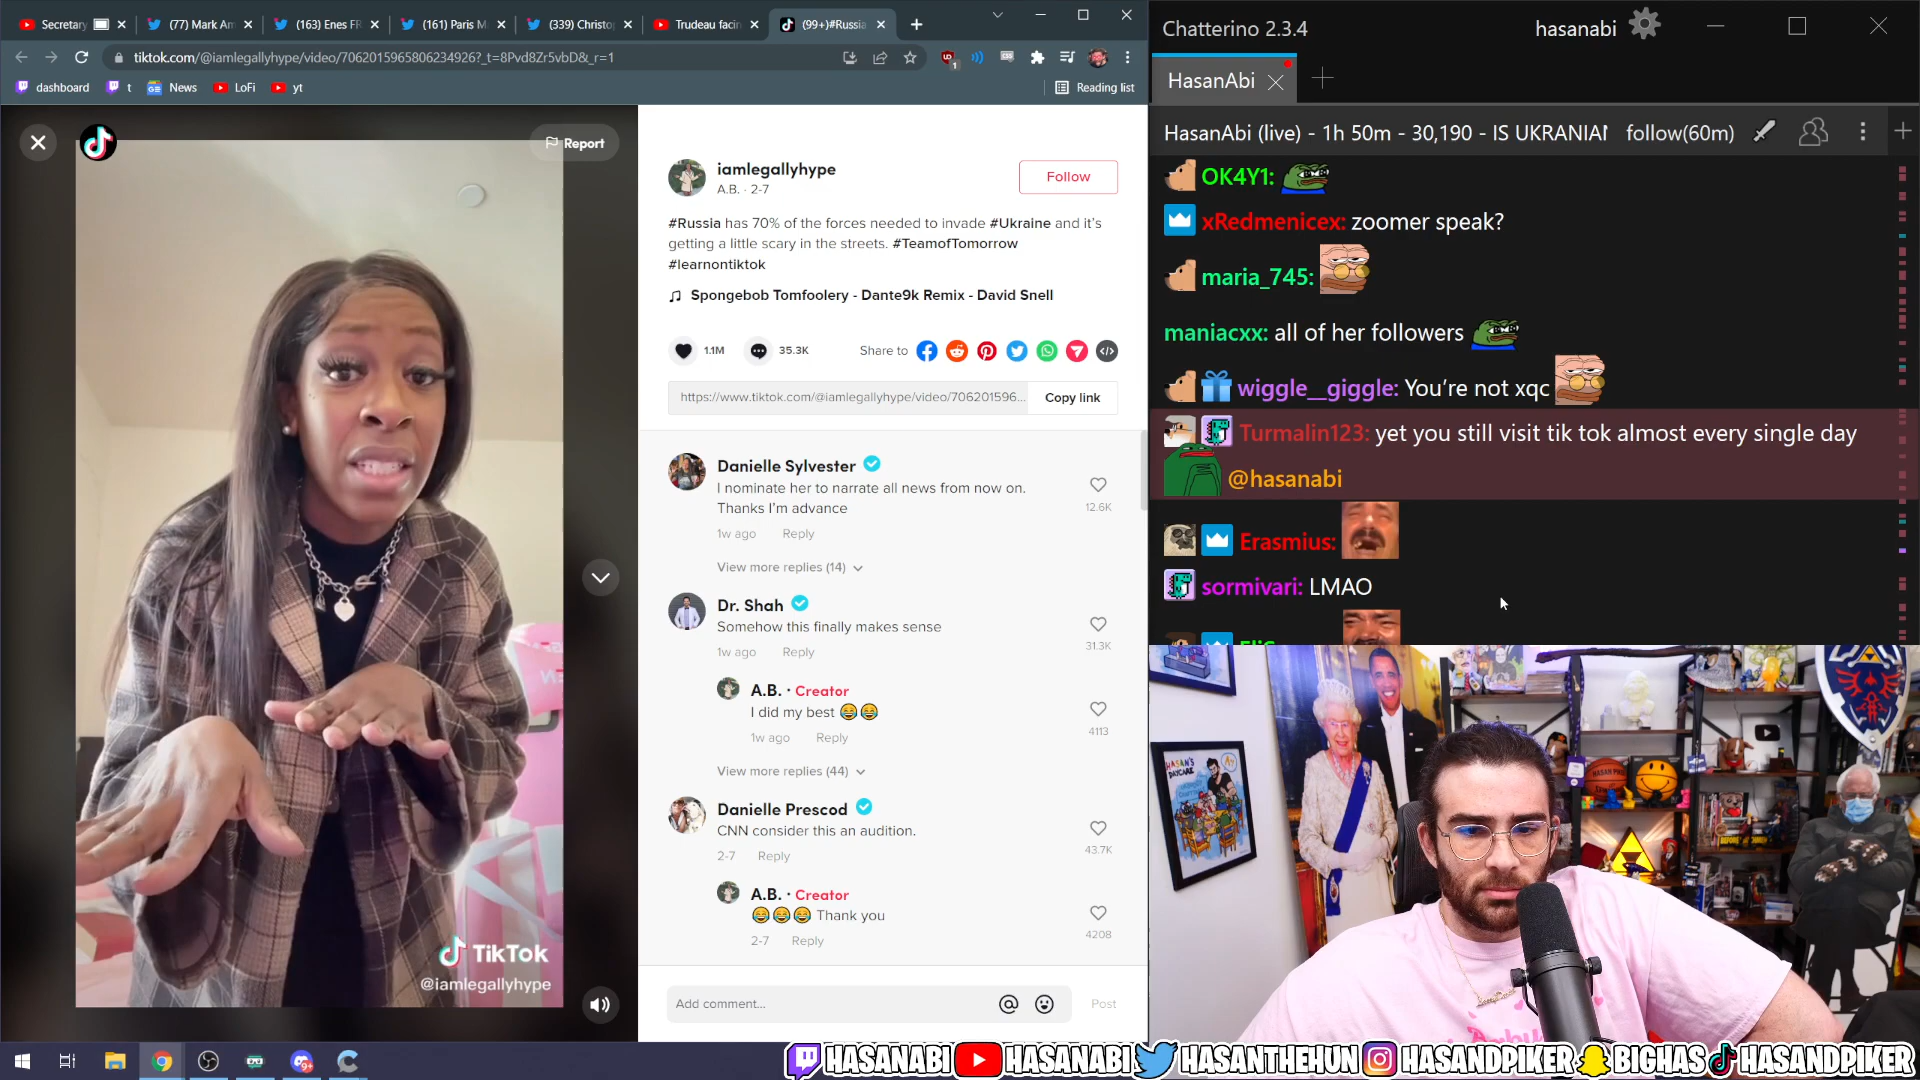 Secretary
(77) Mark Am
(163) Enes FR
(161) Paris M
(339) Christo
Trudeau facin
(99+)#Russia
tiktok.com/@iamlegallyhype/video/7062015965806234926?_t=8Pvd8Zr5vbD&_r=1
dashboard
t
News
LoFi
yt
Reading list
Report
TikTok
@iamlegallyhype
iamlegallyhype
A.B. · 2-7
Follow
#Russia has 70% of the forces needed to invade #Ukraine and it's
getting a little scary in the streets. #TeamofTomorrow
#learnontiktok
Spongebob Tomfoolery - Dante9k Remix - David Snell
1.1M
35.3K
Share to
https://www.tiktok.com/@iamlegallyhype/video/706201596...
Copy link
Danielle Sylvester
I nominate her to narrate all news from now on.
Thanks I'm advance
1w ago
Reply
12.6K
View more replies (14)
Dr. Shah
Somehow this finally makes sense
1w ago
Reply
31.3K
A.B. · Creator
I did my best 😂😂
1w ago
Reply
4113
View more replies (44)
Danielle Prescod
CNN consider this an audition.
2-7
Reply
43.7K
A.B. · Creator
😂😂😂 Thank you
2-7
Reply
4208
Add comment...
Post
Chatterino 2.3.4
hasanabi
HasanAbi
HasanAbi (live) - 1h 50m - 30,190 - IS UKRANIAN
follow(60m)
OK4Y1:
xRedmenicex: zoomer speak?
maria_745:
maniacxx: all of her followers
wiggle__giggle: You're not xqc
Turmalin123: yet you still visit tik tok almost every single day
@hasanabi
Erasmius:
sormivari: LMAO
HASAN'S
DAYCARE
HASANABI
HASANABI
HASANTHEHUN
HASANDPIKER
BIGHAS
HASANDPIKER